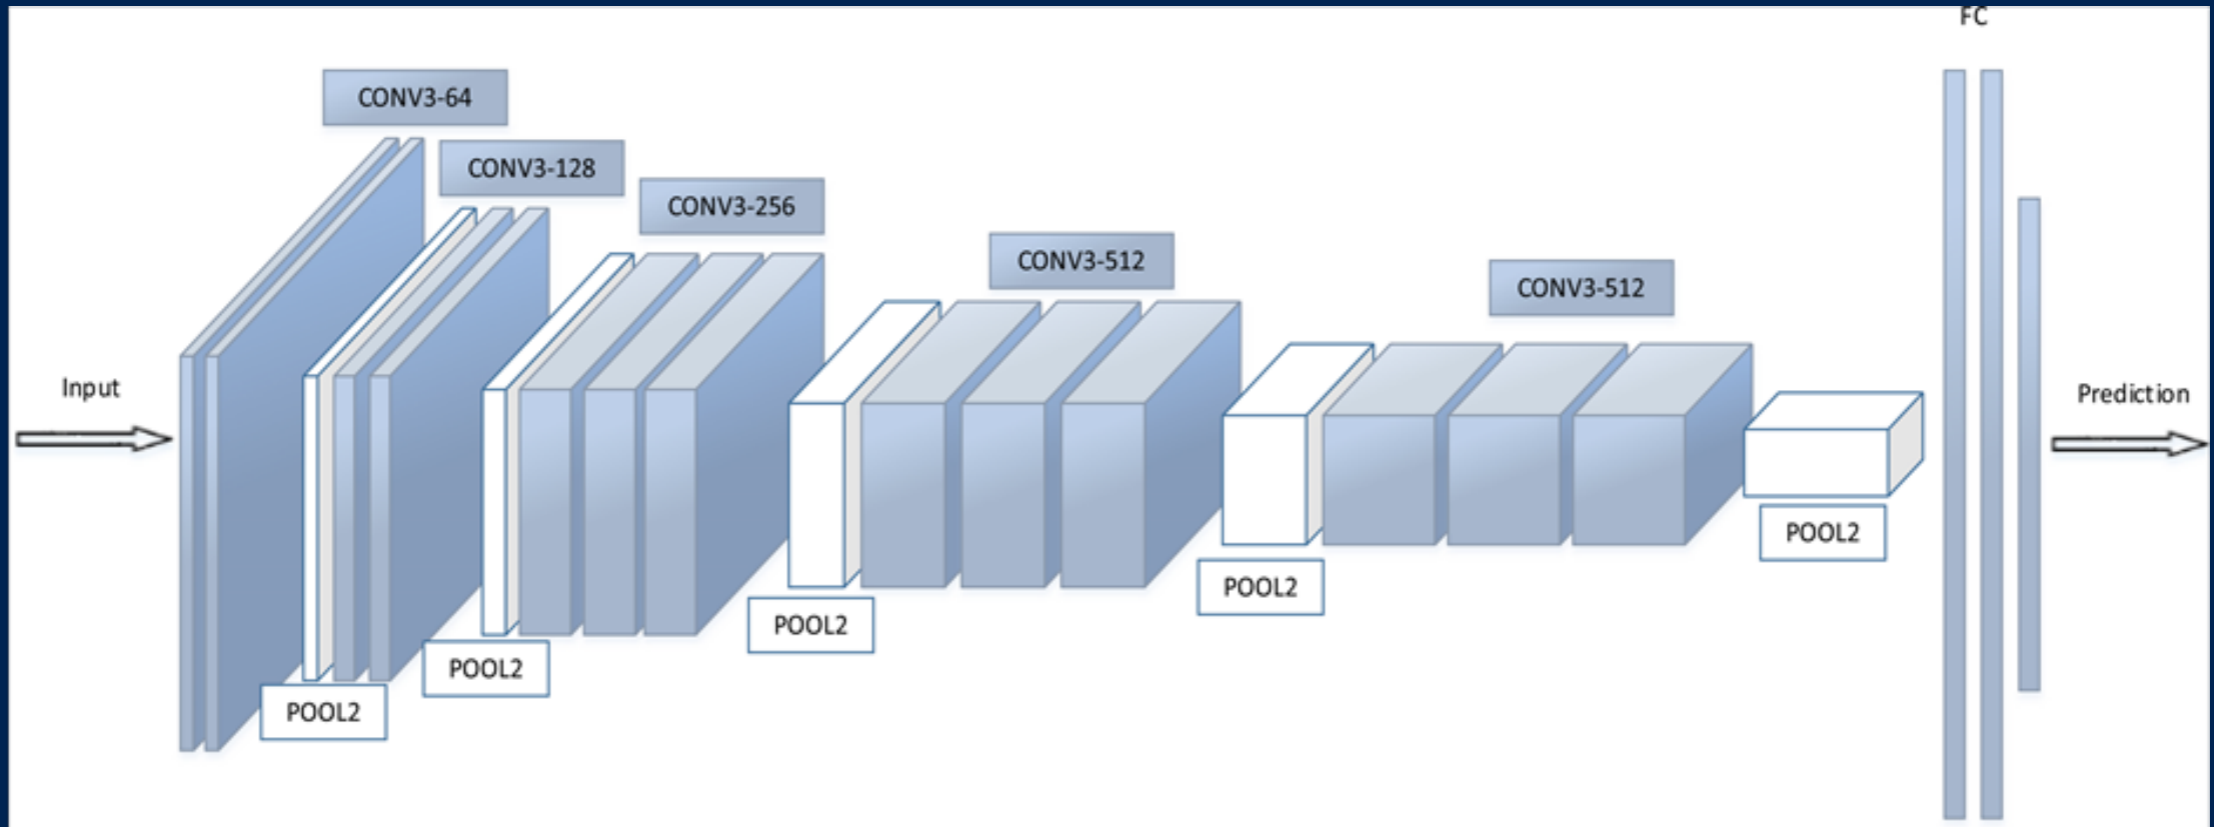 FC
CONV3-64
CONV3-128
CONV3-256
CONV3-512
CONV3-512
Input
Prediction
POOL2
POOL2
POOL2
POOL2
POOL2